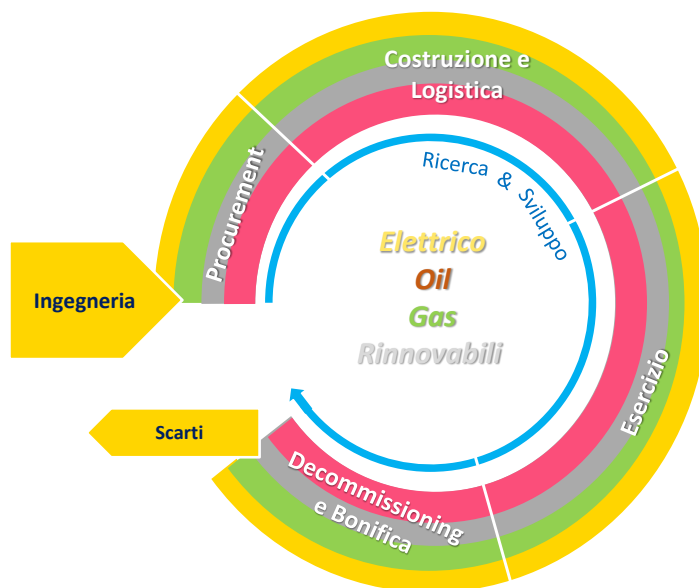 Costruzione e
Logistica
Procurement
Ricerca & Sviluppo
Elettrico
Oil
Gas
Rinnovabili
Ingegneria
Esercizio
Scarti
Decommissioning
e Bonifica